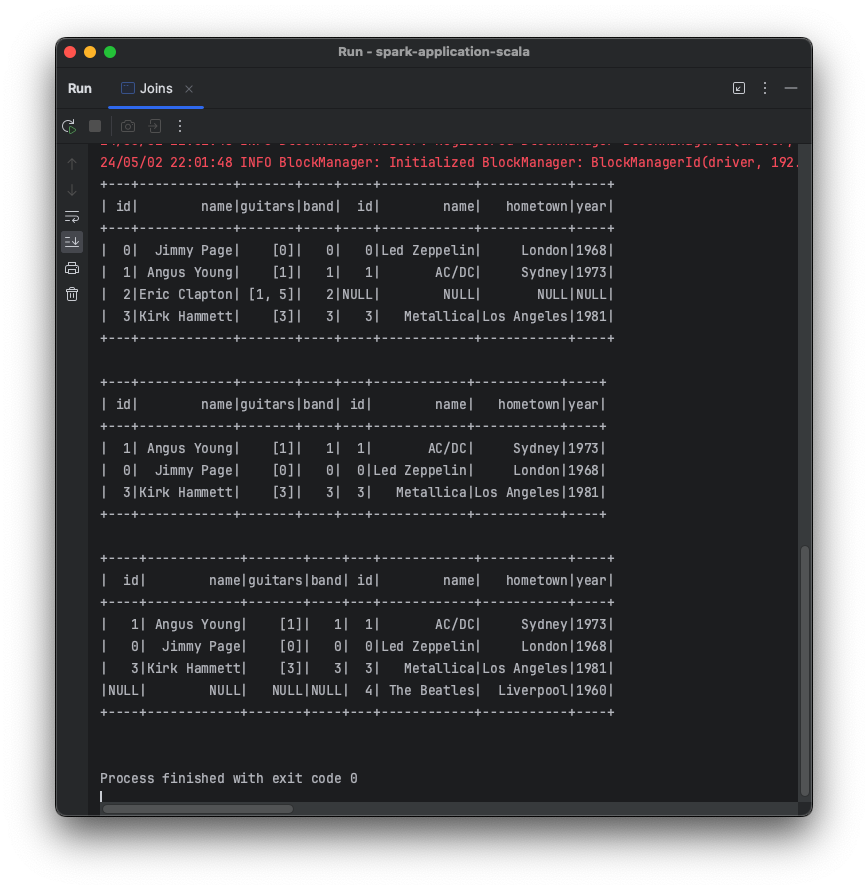 Run - spark-application-scala
Run Joins
24/05/02 22:01:48 INFO BlockManager: Initialized BlockManager: BlockManagerId(driver, 192.
+---+------------+-------+----+----+------------+-----------+----+
| id|        name|guitars|band|  id|        name|   hometown|year|
+---+------------+-------+----+----+------------+-----------+----+
|  0|  Jimmy Page|    [0]|   0|   0|Led Zeppelin|     London|1968|
|  1| Angus Young|    [1]|   1|   1|       AC/DC|     Sydney|1973|
|  2|Eric Clapton| [1, 5]|   2|NULL|        NULL|       NULL|NULL|
|  3|Kirk Hammett|    [3]|   3|   3|   Metallica|Los Angeles|1981|
+---+------------+-------+----+----+------------+-----------+----+
+---+------------+-------+----+---+------------+-----------+----+
| id|        name|guitars|band| id|        name|   hometown|year|
+---+------------+-------+----+---+------------+-----------+----+
|  1| Angus Young|    [1]|   1|  1|       AC/DC|     Sydney|1973|
|  0|  Jimmy Page|    [0]|   0|  0|Led Zeppelin|     London|1968|
|  3|Kirk Hammett|    [3]|   3|  3|   Metallica|Los Angeles|1981|
+---+------------+-------+----+---+------------+-----------+----+
+----+------------+-------+----+---+------------+-----------+----+
|  id|        name|guitars|band| id|        name|   hometown|year|
+----+------------+-------+----+---+------------+-----------+----+
|   1| Angus Young|    [1]|   1|  1|       AC/DC|     Sydney|1973|
|   0|  Jimmy Page|    [0]|   0|  0|Led Zeppelin|     London|1968|
|   3|Kirk Hammett|    [3]|   3|  3|   Metallica|Los Angeles|1981|
|NULL|        NULL|   NULL|NULL|  4| The Beatles|  Liverpool|1960|
+----+------------+-------+----+---+------------+-----------+----+
Process finished with exit code 0